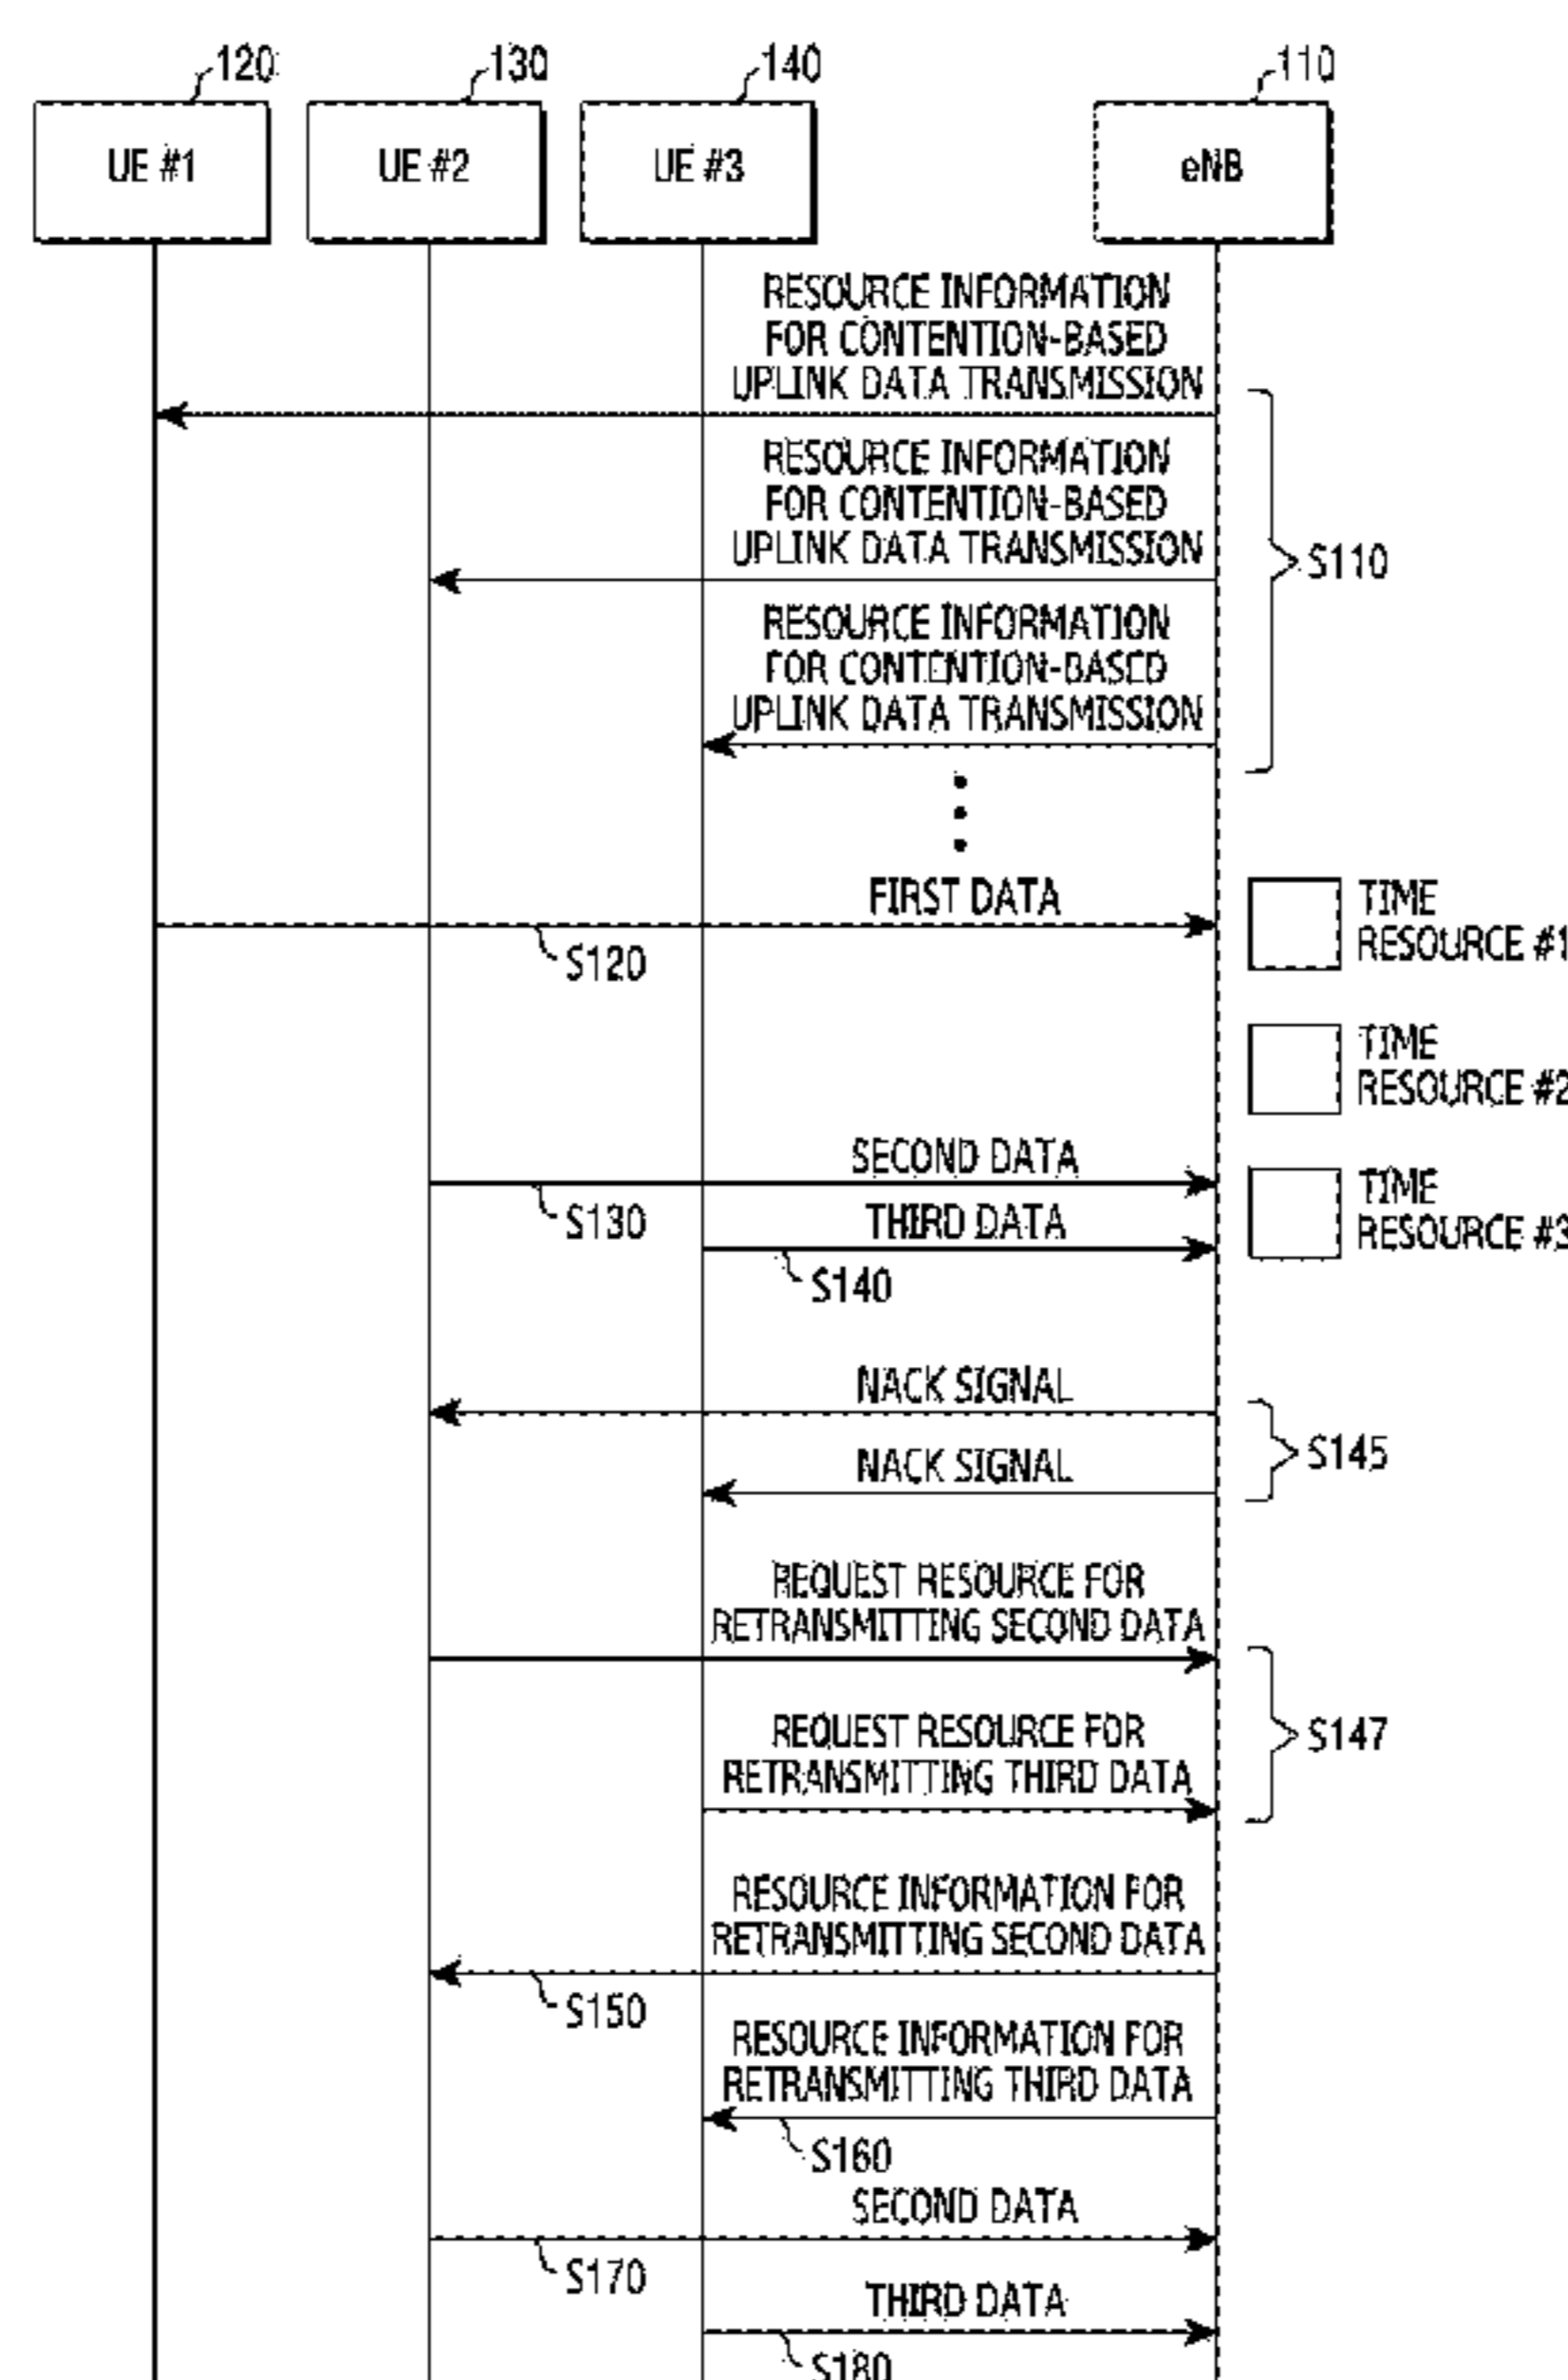 120
130
140
110
UE #1
UE #2
UE #3
eNB
RESOURCE INFORMATION
FOR CONTENTION-BASED
UPLINK DATA TRANSMISSION
RESOURCE INFORMATION
FOR CONTENTION-BASED
UPLINK DATA TRANSMISSION
S110
RESOURCE INFORMATION
FOR CONTENTION-BASED
UPLINK DATA TRANSMISSION
FIRST DATA
TIME
RESOURCE #1
S120
TIME
RESOURCE #2
SECOND DATA
TIME
RESOURCE #3
S130
THIRD DATA
S140
NACK SIGNAL
S145
NACK SIGNAL
REQUEST RESOURCE FOR
RETRANSMITTING SECOND DATA
S147
REQUEST RESOURCE FOR
RETRANSMITTING THIRD DATA
RESOURCE INFORMATION FOR
RETRANSMITTING SECOND DATA
S150
RESOURCE INFORMATION FOR
RETRANSMITTING THIRD DATA
S160
SECOND DATA
S170
THIRD DATA
S180